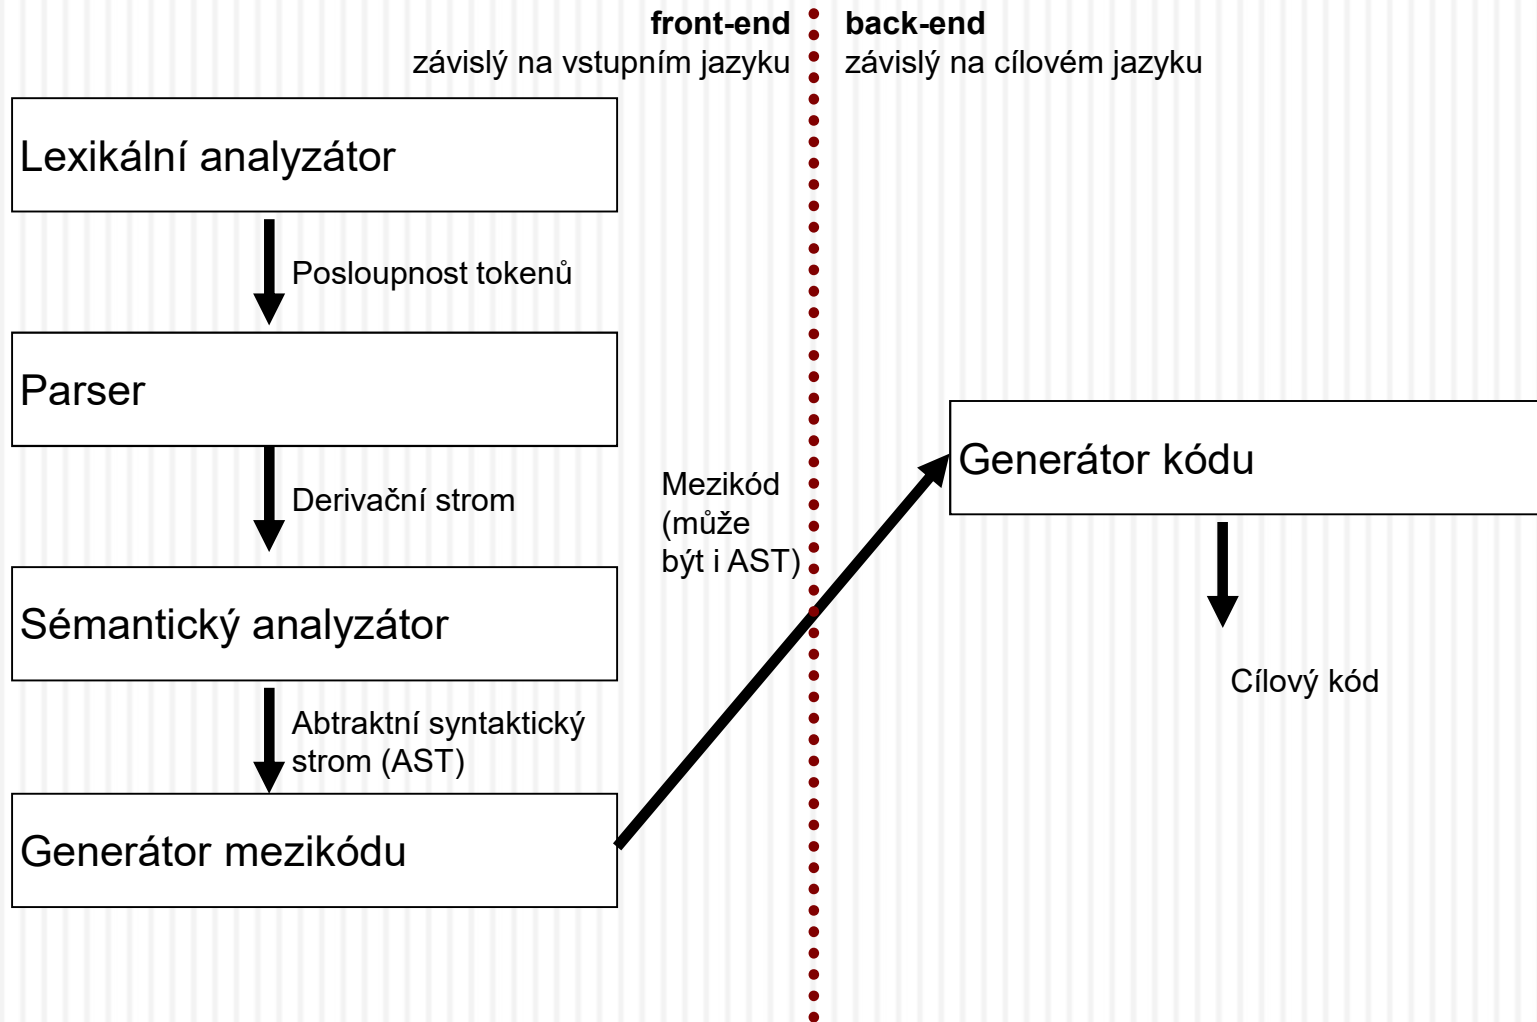 front-end
závislý na vstupním jazyku
back-end
závislý na cílovém jazyku
Lexikální analyzátor
Posloupnost tokenů
Parser
Derivační strom
Sémantický analyzátor
Abtraktní syntaktický
strom (AST)
Generátor mezikódu
Mezikód
(může
být i AST)
Generátor kódu
Cílový kód